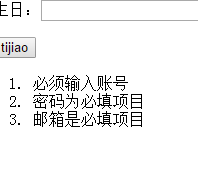 生日：
tijiao
1. 必须输入账号
2. 密码为必填项目
3. 邮箱是必填项目